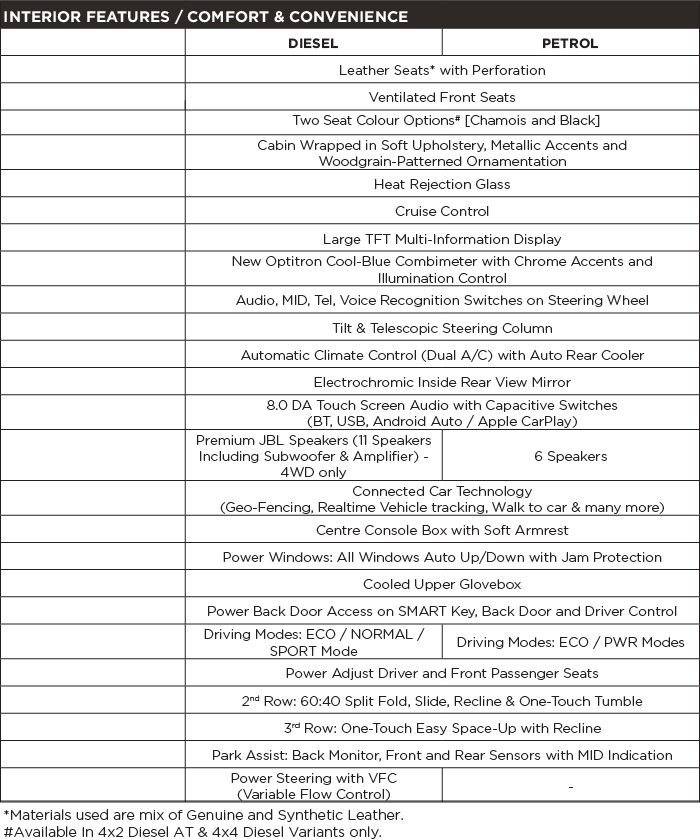 INTERIOR FEATURES / COMFORT & CONVENIENCE
DIESEL PETROL
Leather Seats* with Perforation
Ventilated Front Seats
Two Seat Colour Options# [Chamois and Black]
Cabin Wrapped in Soft Upholstery, Metallic Accents and
Woodgrain-Patterned Ornamentation
Heat Rejection Glass
Cruise Control
Large TFT Multi-Information Display
New Optitron Cool-Blue Combimeter with Chrome Accents and
Illumination Control
Audio, MID, Tel, Voice Recognition Switches on Steering Wheel
Tilt & Telescopic Steering Column
Automatic Climate Control (Dual A/C) with Auto Rear Cooler
Electrochromic Inside Rear View Mirror
8.0 DA Touch Screen Audio with Capacitive Switches
(BT, USB, Android Auto / Apple CarPlay)
Premium JBL Speakers (11 Speakers
Including Subwoofer & Amplifier) -
4WD only
6 Speakers
Connected Car Technology
(Geo-Fencing, Realtime Vehicle tracking, Walk to car & many more)
Centre Console Box with Soft Armrest
Power Windows: All Windows Auto Up/Down with Jam Protection
Cooled Upper Glovebox
Power Back Door Access on SMART Key, Back Door and Driver Control
Driving Modes: ECO / NORMAL /
SPORT Mode
Driving Modes: ECO / PWR Modes
Power Adjust Driver and Front Passenger Seats
2nd Row: 60:40 Split Fold, Slide, Recline & One-Touch Tumble
3rd Row: One-Touch Easy Space-Up with Recline
Park Assist: Back Monitor, Front and Rear Sensors with MID Indication
Power Steering with VFC
(Variable Flow Control)
-
*Materials used are mix of Genuine and Synthetic Leather.
#Available In 4x2 Diesel AT & 4x4 Diesel Variants only.